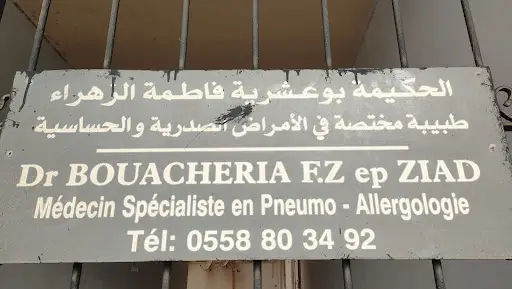 الحكيمة بوعشرية فاطمة الزهراء
طبيبة مختصة في الأمراض الصدرية والحساسية
Dr BOUACHERIA F.Z ep ZIAD
Médecin Spécialiste en Pneumo - Allergologie
Tél: 0558 80 34 92